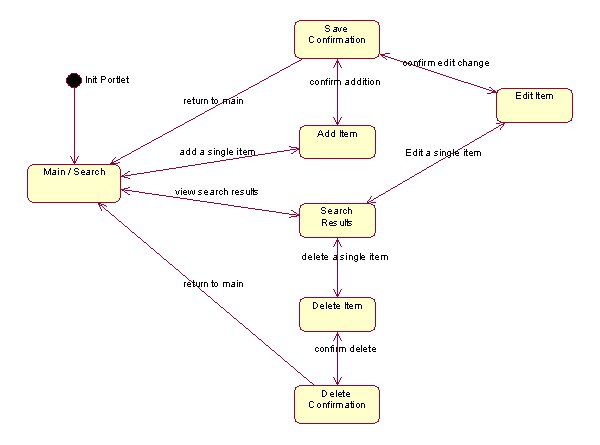 Save
Confirmation
confirm edit change
Init Portlet
confirm addition
Edit Item
return to main
Add Item
add a single item
Edit a single item
Main / Search
view search results
Search
Results
delete a single item
return to main
Delete Item
confirm delete
Delete
Confirmation